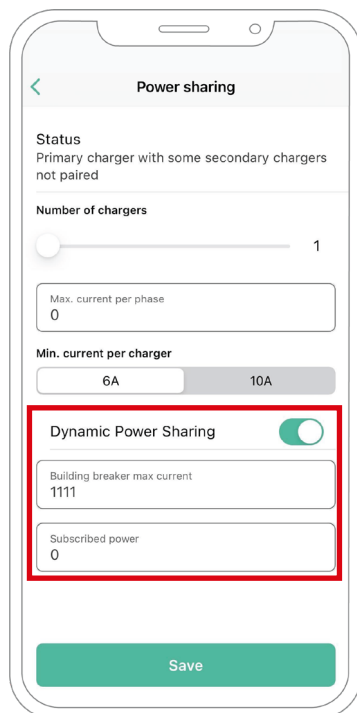 Power sharing
Status
Primary charger with some secondary chargers
not paired
Number of chargers
1
Max. current per phase
0
Min. current per charger
6A 10A
Dynamic Power Sharing
Building breaker max current
1111
Subscribed power
0
Save